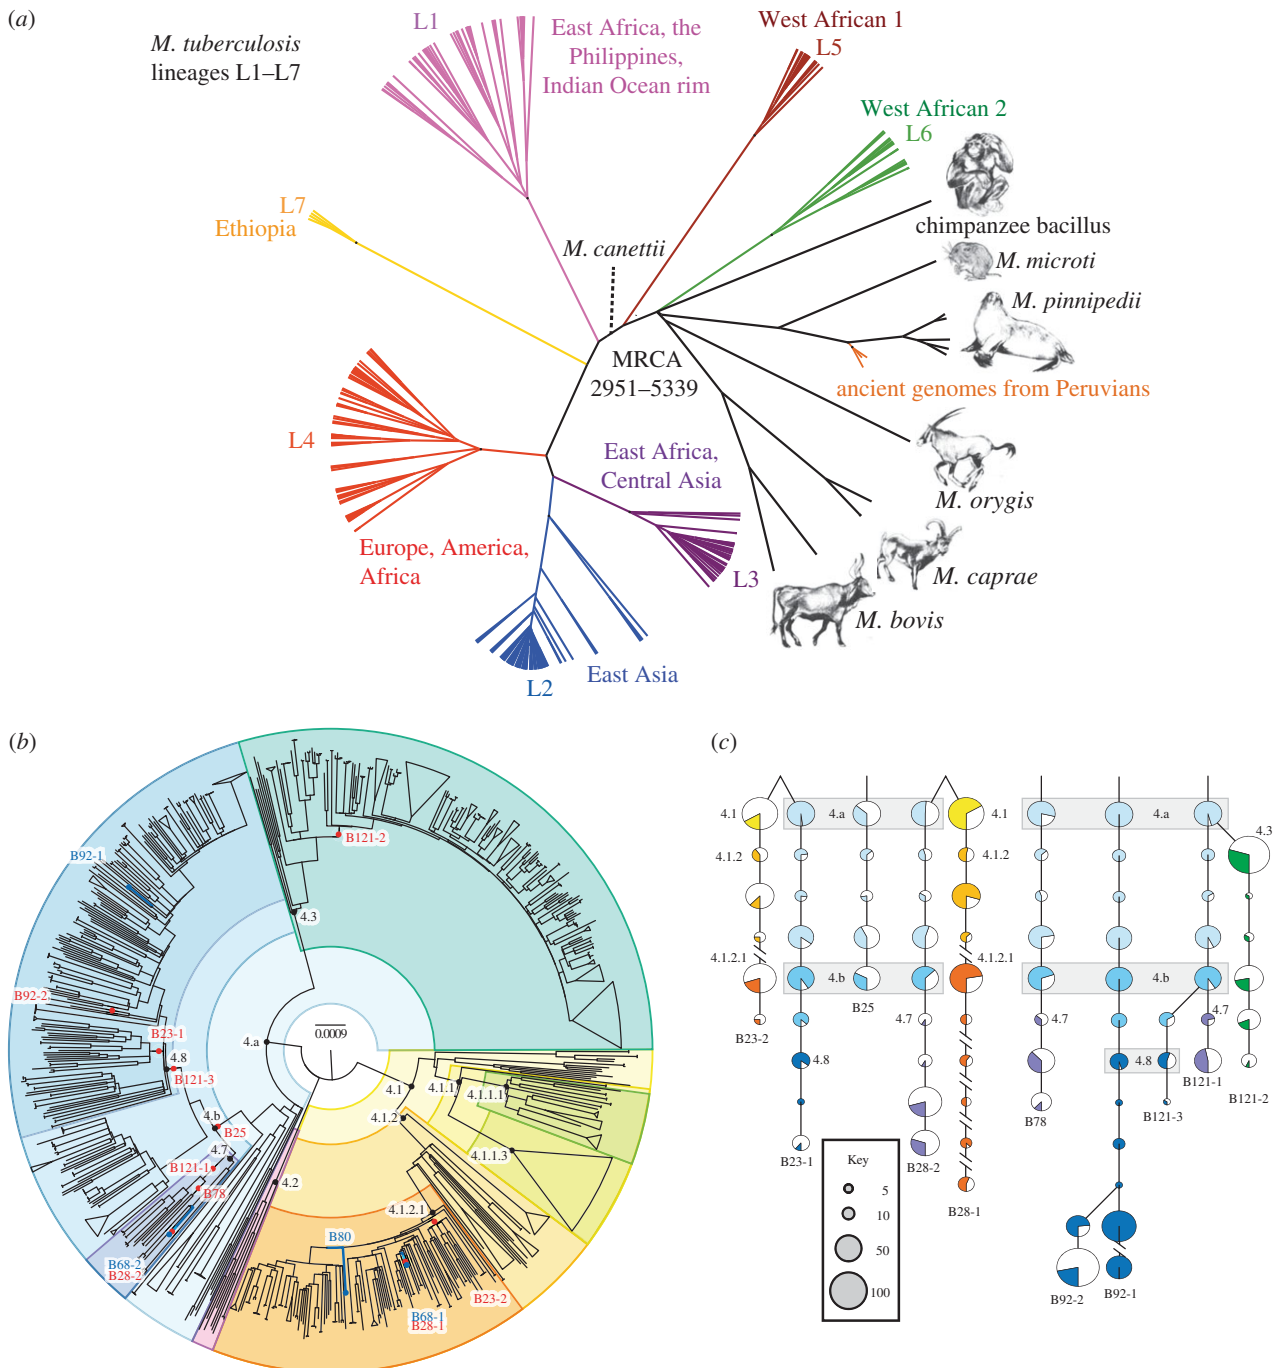 (a)
M. tuberculosis
lineages L1–L7
L1
East Africa, the
Philippines,
Indian Ocean rim
West African 1
L5
West African 2
L6
chimpanzee bacillus
L7
Ethiopia
M. canettii
M. microti
M. pinnipedii
MRCA
2951–5339
ancient genomes from Peruvians
L4
East Africa,
Central Asia
M. orygis
Europe, America,
Africa
L3
M. caprae
M. bovis
East Asia
L2
(b)
B121-2
B92-1
4.3
B92-2
B23-1
4.8
B121-3
4.a
0.0009
4.1
4.1.1
4.1.1.1
4.1.2
4.b
B25
4.7
4.1.1.3
B121-1
B78
4.2
4.1.2.1
B80
B68-2
B28-2
B23-2
B68-1
B28-1
(c)
4.1
4.a
4.1
4.a
4.3
4.1.2
4.1.2
4.1.2.1
4.1.2.1
4.b
4.b
B25
B23-2
4.7
4.7
4.7
4.8
4.8
B121-1
B121-2
B121-3
B78
B23-1
B28-2
B28-1
Key
5
10
50
100
B92-2
B92-1